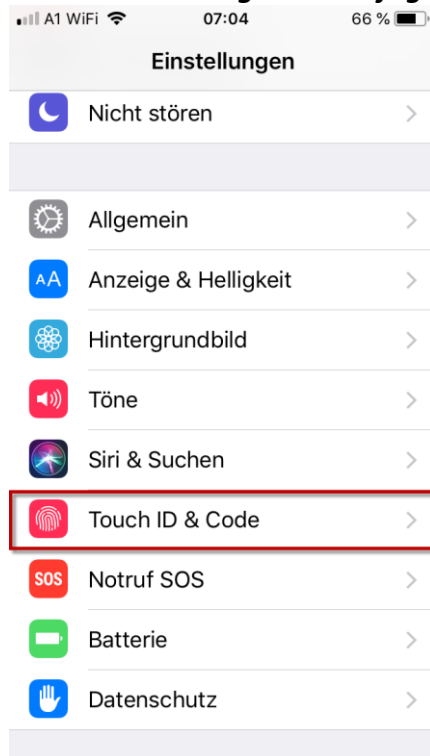 A1 WiFi 07:04 66 %
Einstellungen
Nicht stören
Allgemein
AA Anzeige & Helligkeit
Hintergrundbild
Töne
Siri & Suchen
Touch ID & Code
SOS Notruf SOS
Batterie
Datenschutz